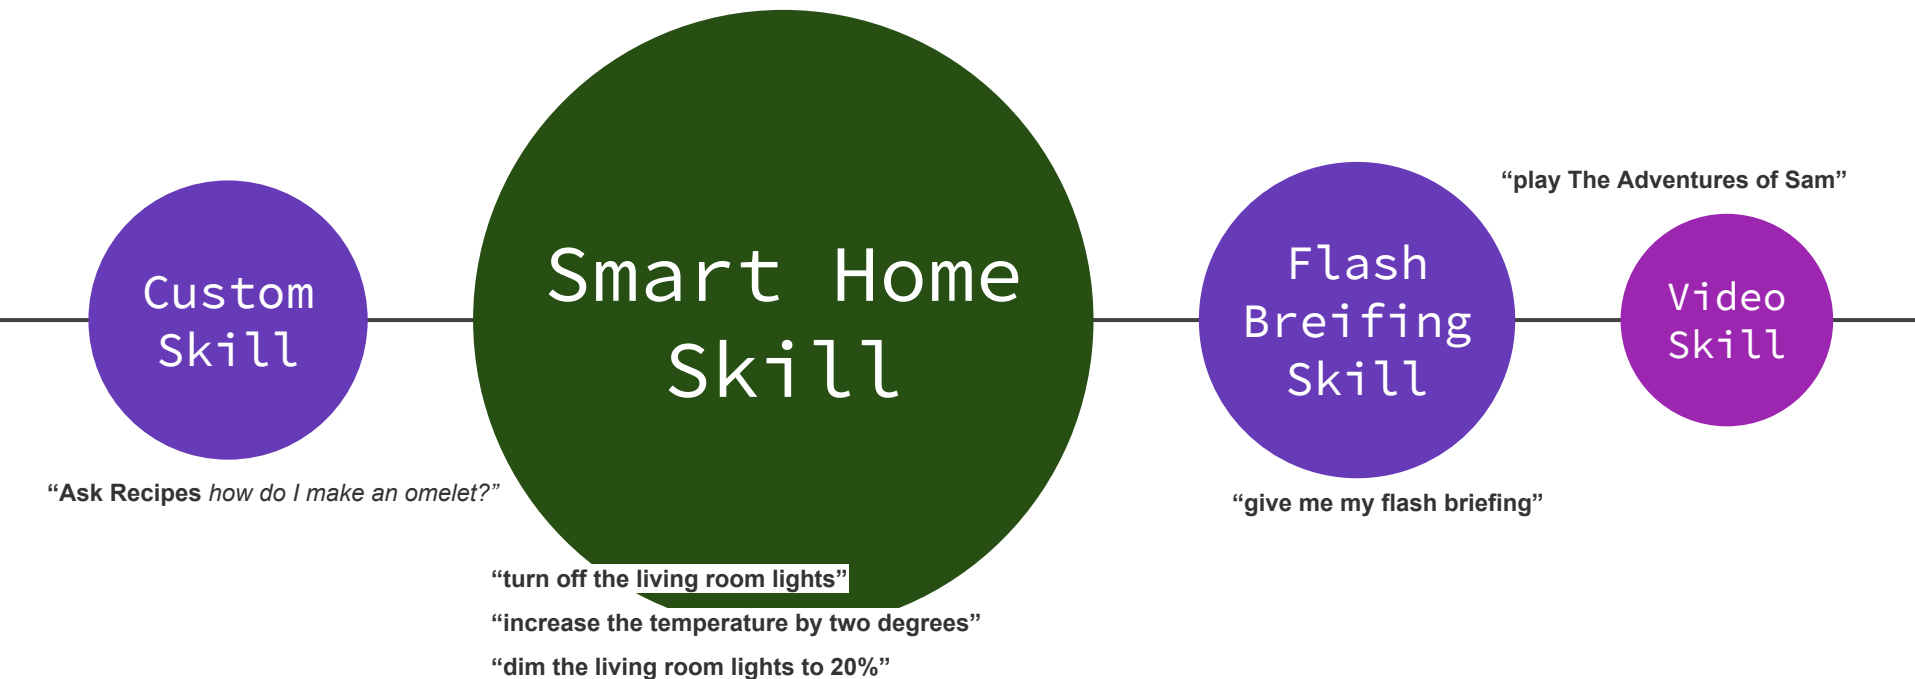 Custom
Skill
“Ask Recipes how do I make an omelet?”
Smart Home
Skill
“turn off the living room lights”
“increase the temperature by two degrees”
“dim the living room lights to 20%”
Flash
Breifing
Skill
“give me my flash briefing”
“play The Adventures of Sam”
Video
Skill